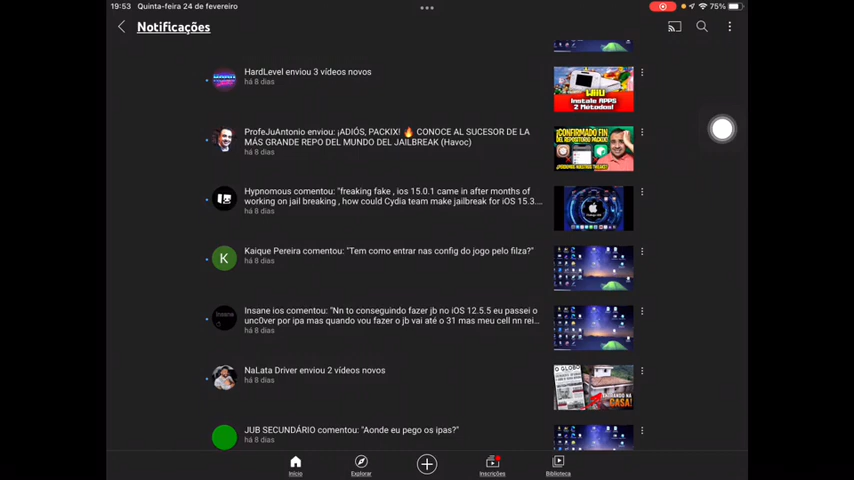 19:53 Quinta-feira 24 de fevereiro
75%
Notificações
HardLevel enviou 3 vídeos novos
há 8 dias
WiiU
Instale APPS
2 Metodos!
ProfeJuAntonio enviou: ¡ADIÓS, PACKIX! 🔥 CONOCE AL SUCESOR DE LA
MÁS GRANDE REPO DEL MUNDO DEL JAILBREAK (Havoc)
há 8 dias
¡CONFIRMADO FIN
DEL REPOSITORIO PACKIX!
Hypnomous comentou: "freaking fake , ios 15.0.1 came in after months of
working on jail breaking , how could Cydia team make jailbreak for iOS 15.3...
há 8 dias
K
Kaique Pereira comentou: "Tem como entrar nas config do jogo pelo filza?"
há 8 dias
Insane ios comentou: "Nn to conseguindo fazer jb no iOS 12.5.5 eu passei o
unc0ver por ipa mas quando vou fazer o jb vai até o 31 mas meu cell nn rei...
há 8 dias
NaLata Driver enviou 2 vídeos novos
há 8 dias
O GLOBO
CASA!
JUB SECUNDÁRIO comentou: "Aonde eu pego os ipas?"
há 8 dias
Início
Explorar
Inscrições
Biblioteca